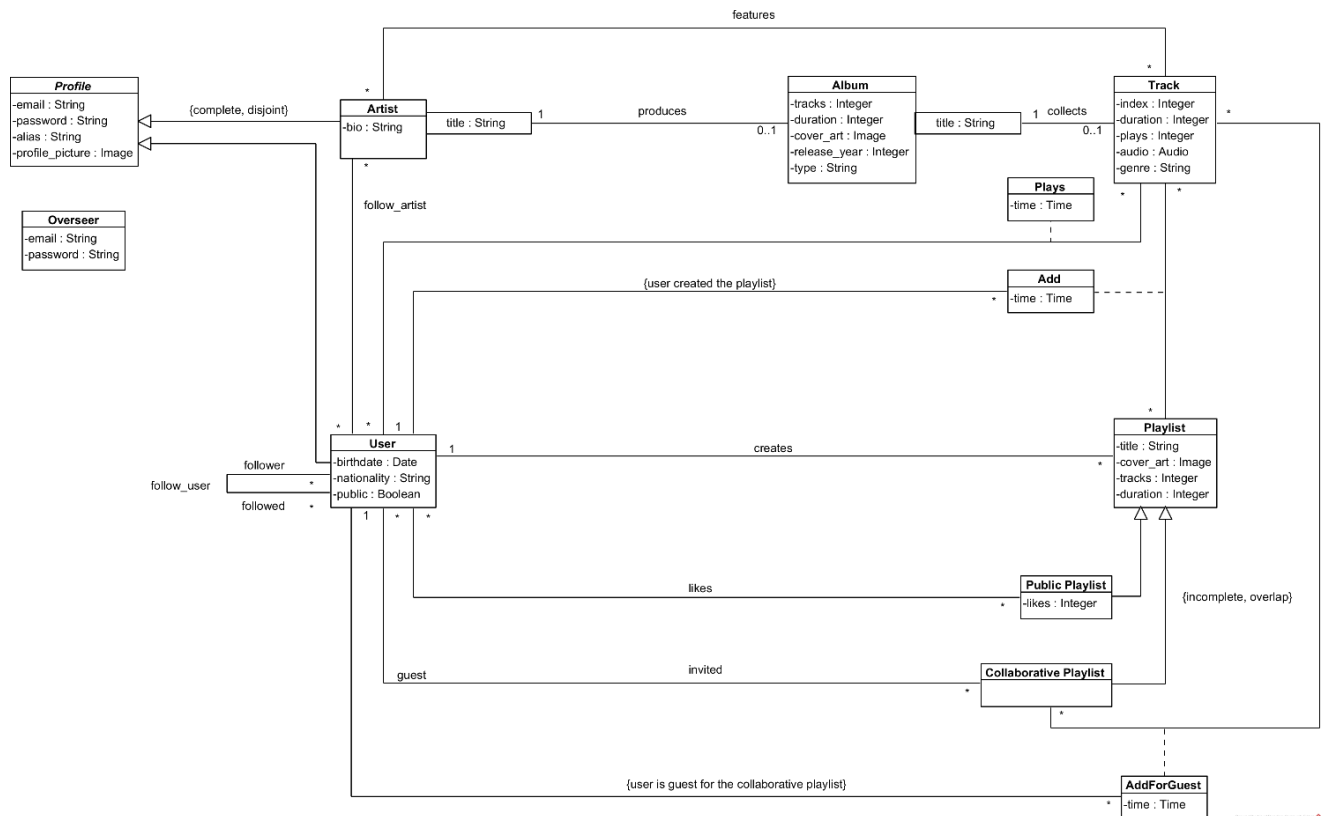 features
Profile
-email : String
-password : String
-alias : String
-profile_picture : Image
{complete, disjoint}
*
Artist
-bio : String
*
title : String
1
produces
0..1
Album
-tracks : Integer
-duration : Integer
-cover_art : Image
-release_year : Integer
-type : String
title : String
1
collects
0..1
*
Track
-index : Integer
-duration : Integer
-plays : Integer
-audio : Audio
-genre : String
*
*
*
Overseer
-email : String
-password : String
follow_artist
Plays
-time : Time
{user created the playlist}
*
Add
-time : Time
*
*
1
User
-birthdate : Date
-nationality : String
-public : Boolean
follower
*
follow_user
followed
*
1
creates
*
*
Playlist
-title : String
-cover_art : Image
-tracks : Integer
-duration : Integer
1
*
*
likes
*
Public Playlist
-likes : Integer
{incomplete, overlap}
guest
invited
*
Collaborative Playlist
*
{user is guest for the collaborative playlist}
*
AddForGuest
-time : Time